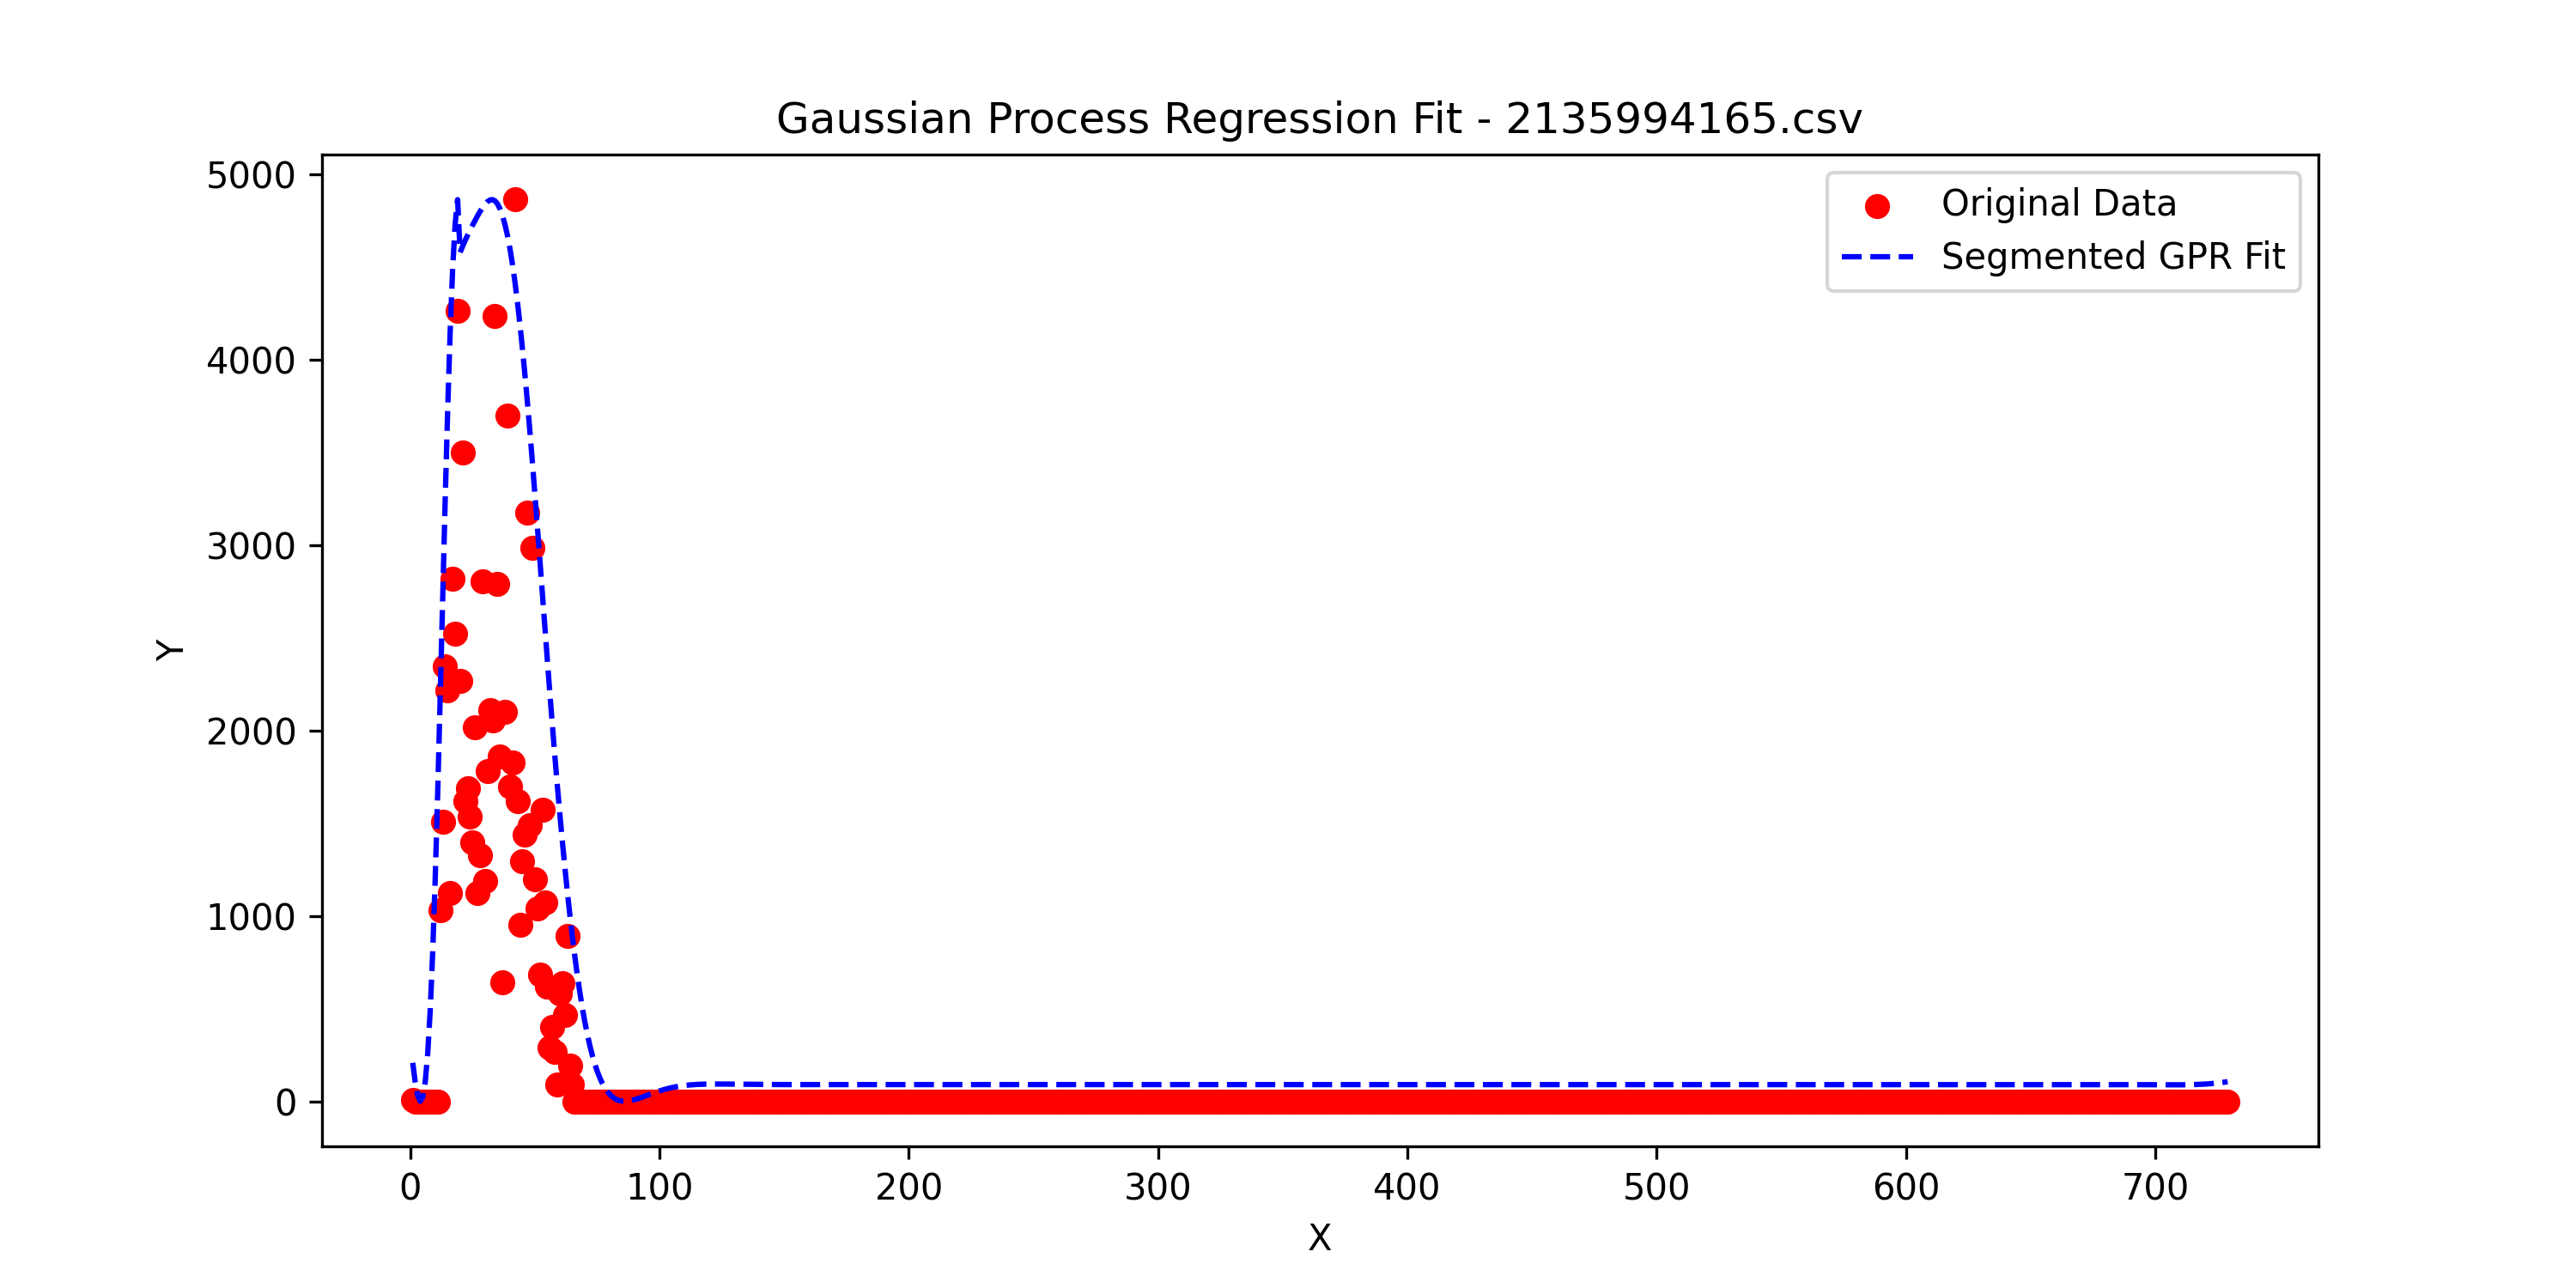 Gaussian Process Regression Fit - 2135994165.csv
5000
4000
3000
2000
1000
0
Y
Original Data
Segmented GPR Fit
0 100 200 300 400 500 600 700
X